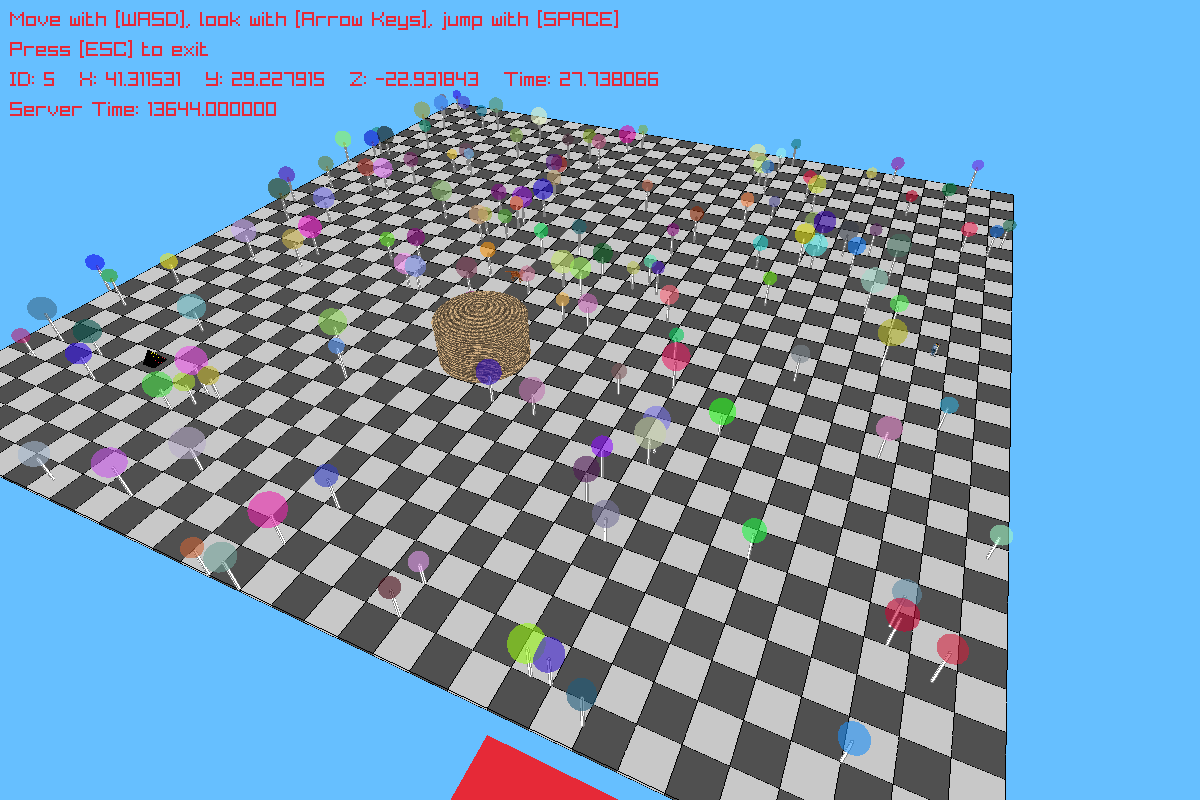 Move with [WASD], look with [Arrow Keys], jump with [SPACE]
Press [ESC] to exit
ID: 5 X: 41.311531 Y: 29.227915 Z: -22.931843 Time: 27.738066
Server Time: 13644.000000